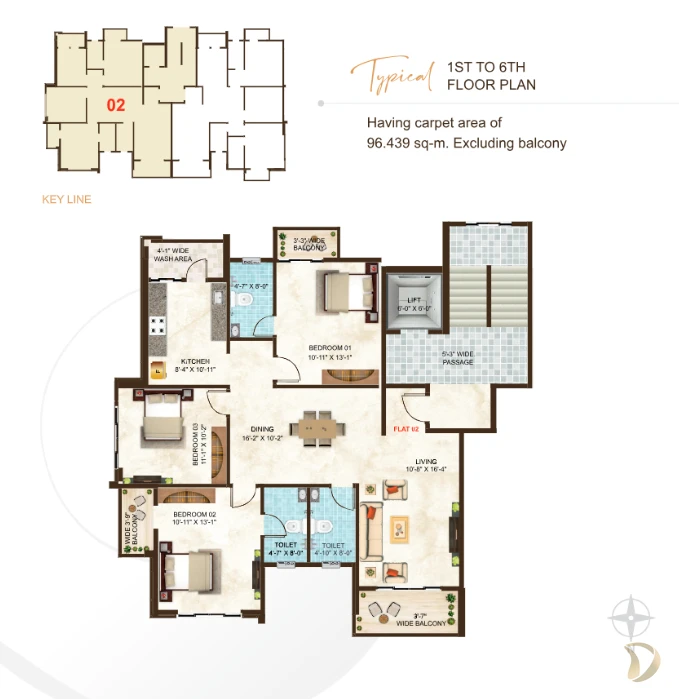 Typical
1ST TO 6TH
FLOOR PLAN
Having carpet area of
96.439 sq-m. Excluding balcony
02
KEY LINE
3'-3" WIDE
BALCONY
4'-1" WIDE
WASH AREA
4'-7" X 8'-0"
LIFT
6'-0" X 6'-0"
BEDROOM 01
10'-11" X 13'-1"
5'-3" WIDE
PASSAGE
KITCHEN
8'-4" X 10'-11"
BEDROOM 03
11'-1" X 10'-2"
DINING
16'-2" X 10'-2"
FLAT 02
LIVING
10'-8" X 16'-4"
BEDROOM 02
10'-11" X 13'-1"
WIDE 3'-9"
BALCONY
TOILET
4'-7" X 8'-0"
TOILET
4'-10" X 8'-0"
3'-7"
WIDE BALCONY